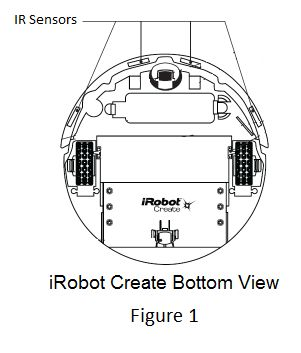 IR Sensors
iRobot
Create
iRobot Create Bottom View
Figure 1